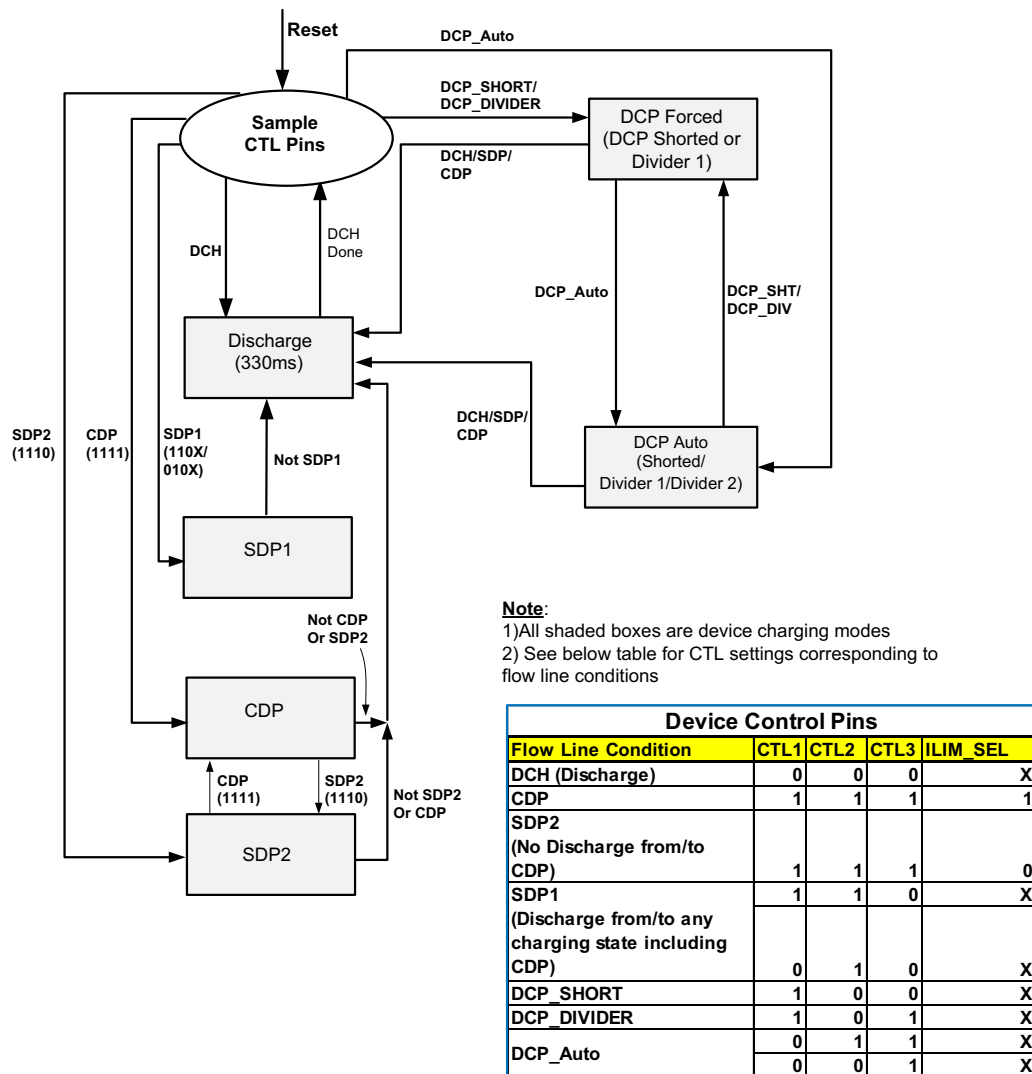 Reset
DCP_Auto
DCP_SHORT/
DCP_DIVIDER
Sample
CTL Pins
DCP Forced
(DCP Shorted or
Divider 1)
DCH/SDP/
CDP
DCH
DCH
Done
DCP_Auto
DCP_SHT/
DCP_DIV
Discharge
(330ms)
SDP2
(1110)
CDP
(1111)
SDP1
(110X/
010X)
Not SDP1
DCH/SDP/
CDP
DCP Auto
(Shorted/
Divider 1/Divider 2)
SDP1
Not CDP
Or SDP2
CDP
CDP
(1111)
SDP2
(1110)
Not SDP2
Or CDP
SDP2
Note:
1)All shaded boxes are device charging modes
2) See below table for CTL settings corresponding to
flow line conditions
Device Control Pins
Flow Line Condition CTL1 CTL2 CTL3 ILIM_SEL
DCH (Discharge) 0 0 0 X
CDP 1 1 1 1
SDP2
(No Discharge from/to
CDP) 1 1 1 0
SDP1 1 1 0 X
(Discharge from/to any
charging state including
CDP) 0 1 0 X
DCP_SHORT 1 0 0 X
DCP_DIVIDER 1 0 1 X
DCP_Auto 0 1 1 X
0 0 1 X